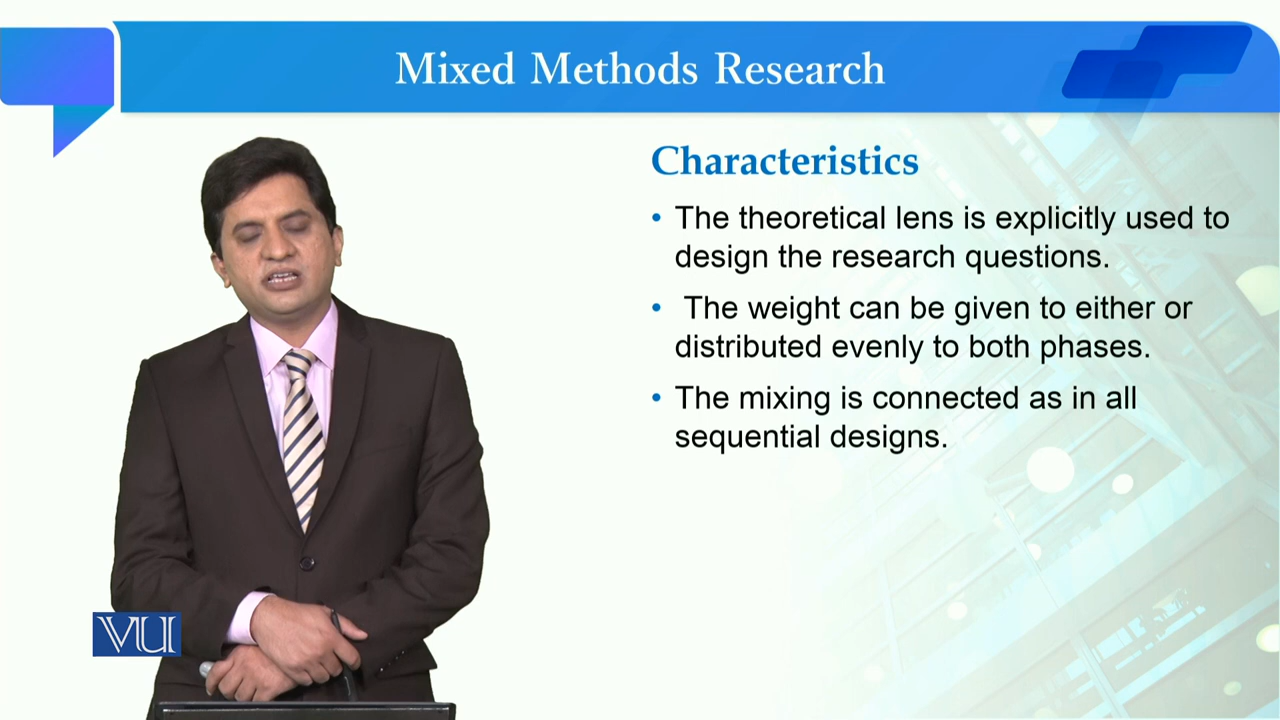 Mixed Methods Research
Characteristics
• The theoretical lens is explicitly used to
design the research questions.
• The weight can be given to either or
distributed evenly to both phases.
• The mixing is connected as in all
sequential designs.
VU